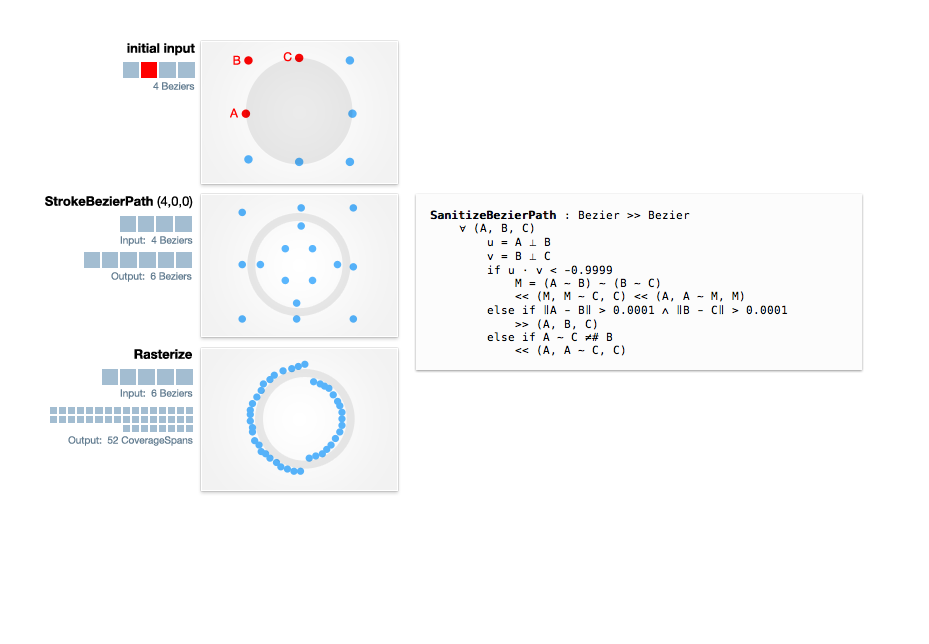 initial input
4 Beziers
B
C
A
StrokeBezierPath (4,0,0)
Input: 4 Beziers
Output: 6 Beziers
Rasterize
Input: 6 Beziers
Output: 52 CoverageSpans
SanitizeBezierPath : Bezier >> Bezier
∀ (A, B, C)
u = A ⟂ B
v = B ⟂ C
if u · v < -0.9999
M = (A ~ B) ~ (B ~ C)
<< (M, M ~ C, C) << (A, A ~ M, M)
else if ‖A - B‖ > 0.0001 ∧ ‖B - C‖ > 0.0001
>> (A, B, C)
else if A ~ C ≠# B
<< (A, A ~ C, C)